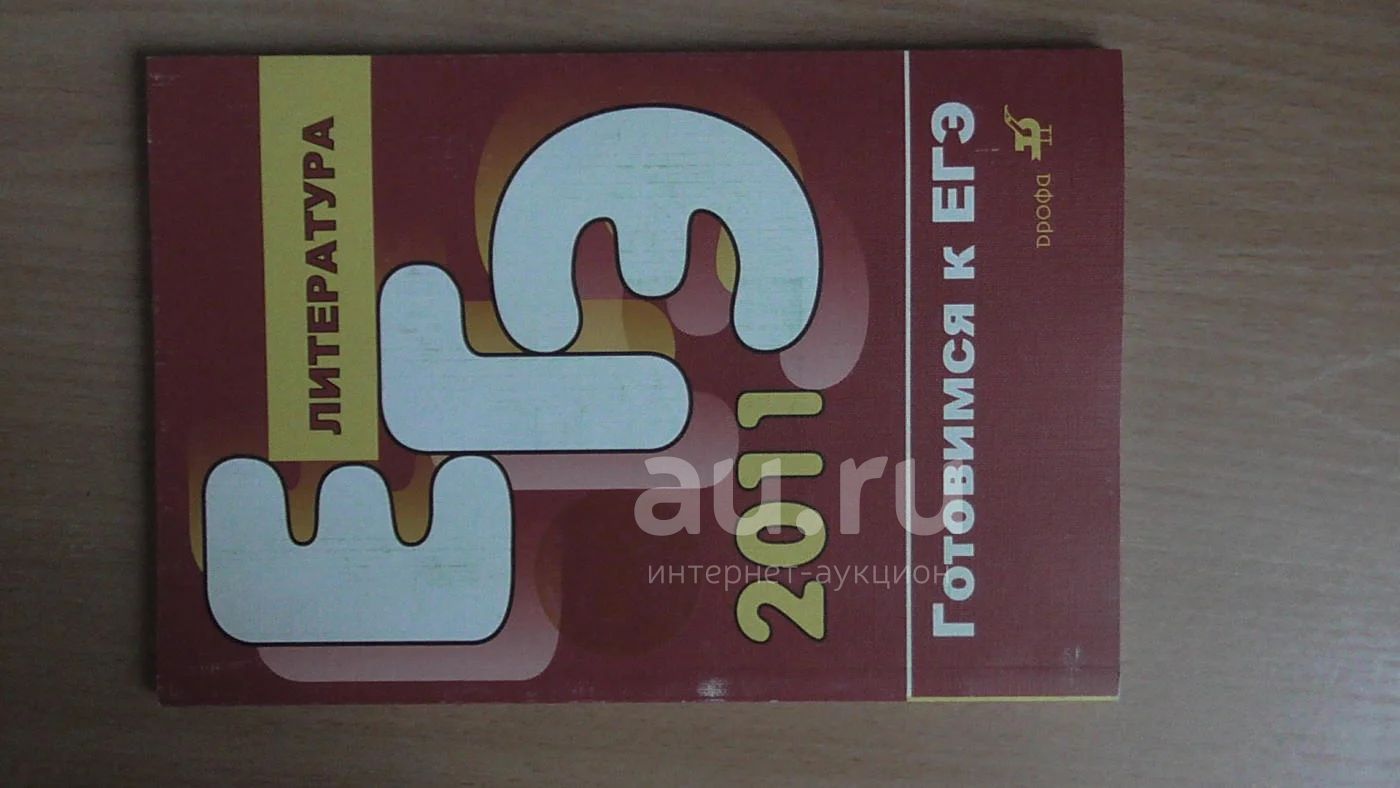 ЛИТЕРАТУРА
ЕГЭ
2011
Готовимся к ЕГЭ
дрофа
au.ru
интернет-аукцион